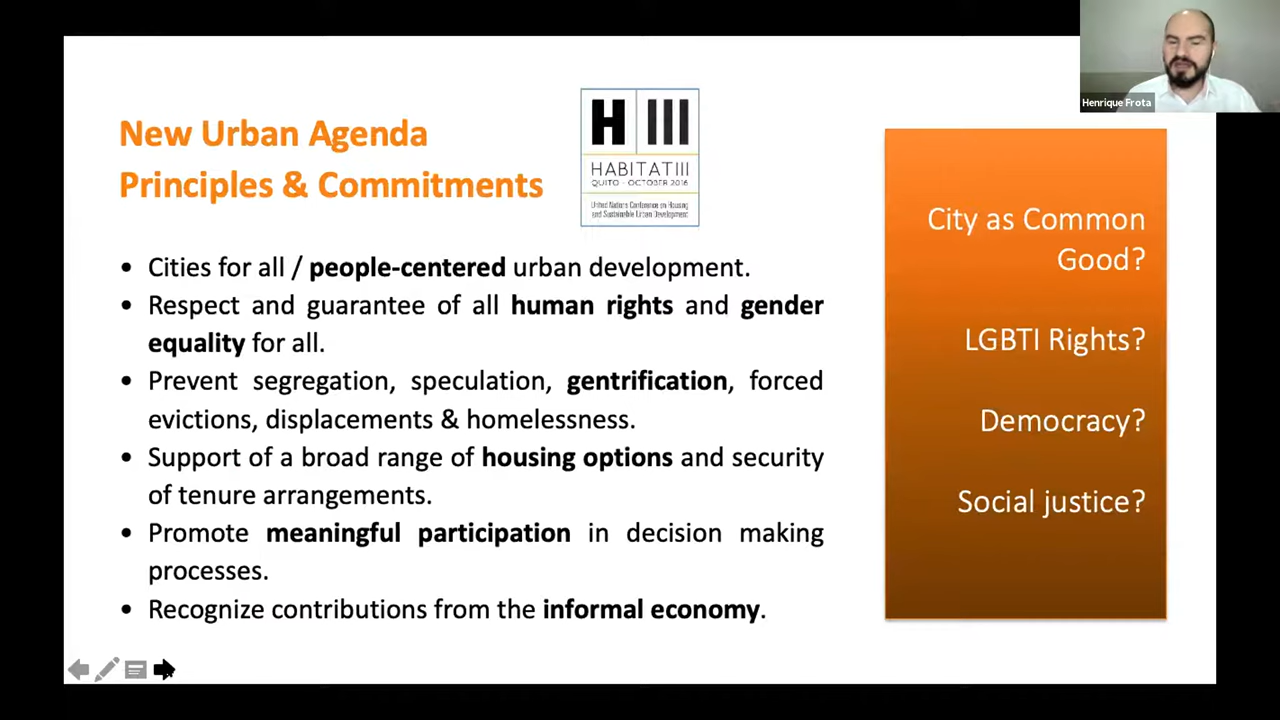 Henrique Frota
New Urban Agenda
Principles & Commitments
H III
HABITAT III
QUITO - OCTOBER 2016
United Nations Conference on Housing
and Sustainable Urban Development
• Cities for all / people-centered urban development.
• Respect and guarantee of all human rights and gender
equality for all.
• Prevent segregation, speculation, gentrification, forced
evictions, displacements & homelessness.
• Support of a broad range of housing options and security
of tenure arrangements.
• Promote meaningful participation in decision making
processes.
• Recognize contributions from the informal economy.
City as Common
Good?
LGBTI Rights?
Democracy?
Social justice?